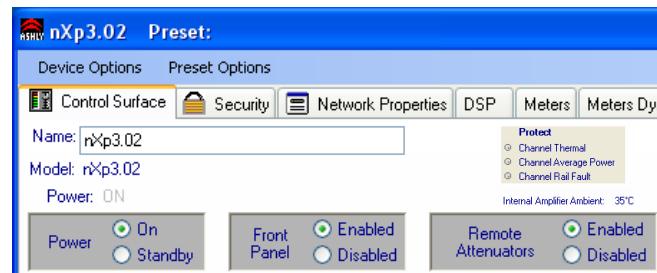 ASHLY nXp3.02 Preset:
Device Options Preset Options
Control Surface Security Network Properties DSP Meters Meters Dy
Name: nXp3.02
Protect
Channel Thermal
Channel Average Power
Channel Rail Fault
Model: nXp3.02
Power: ON
Internal Amplifier Ambient: 35°C
Power On Standby
Front Panel Enabled Disabled
Remote Attenuators Enabled Disabled